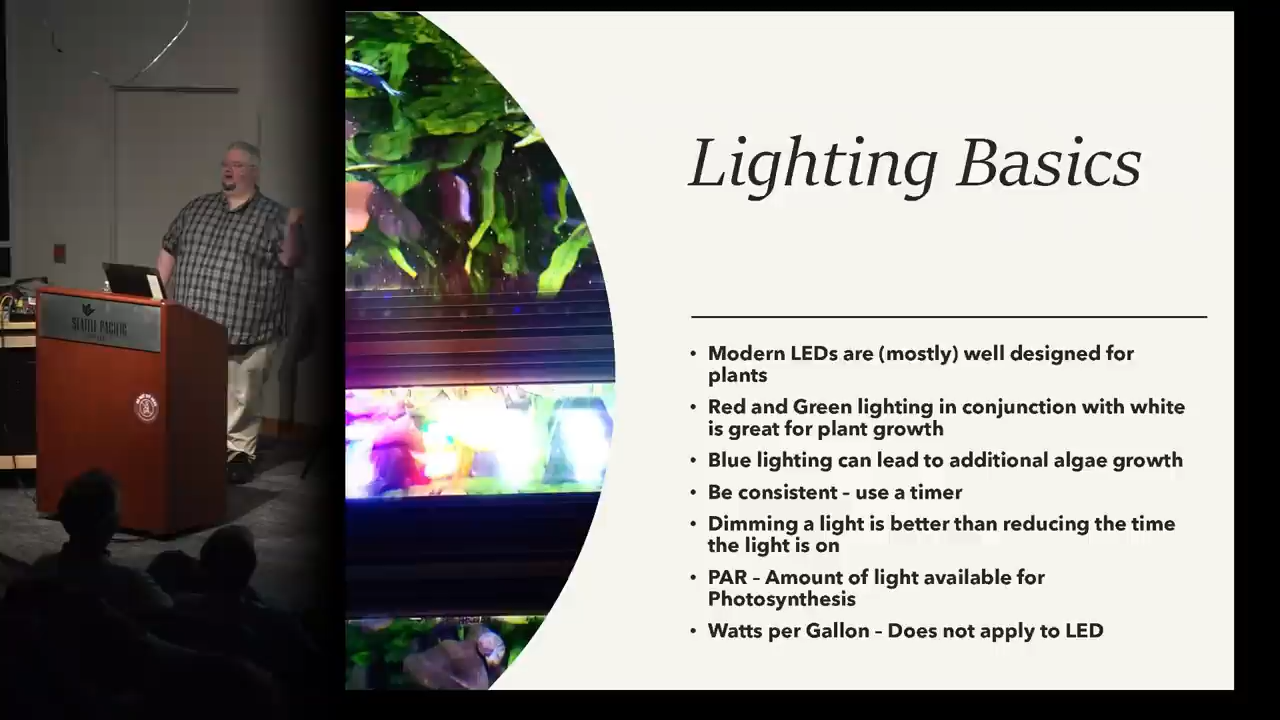 SEATTLE PACIFIC
Lighting Basics
• Modern LEDs are (mostly) well designed for
plants
• Red and Green lighting in conjunction with white
is great for plant growth
• Blue lighting can lead to additional algae growth
• Be consistent – use a timer
• Dimming a light is better than reducing the time
the light is on
• PAR – Amount of light available for
Photosynthesis
• Watts per Gallon – Does not apply to LED